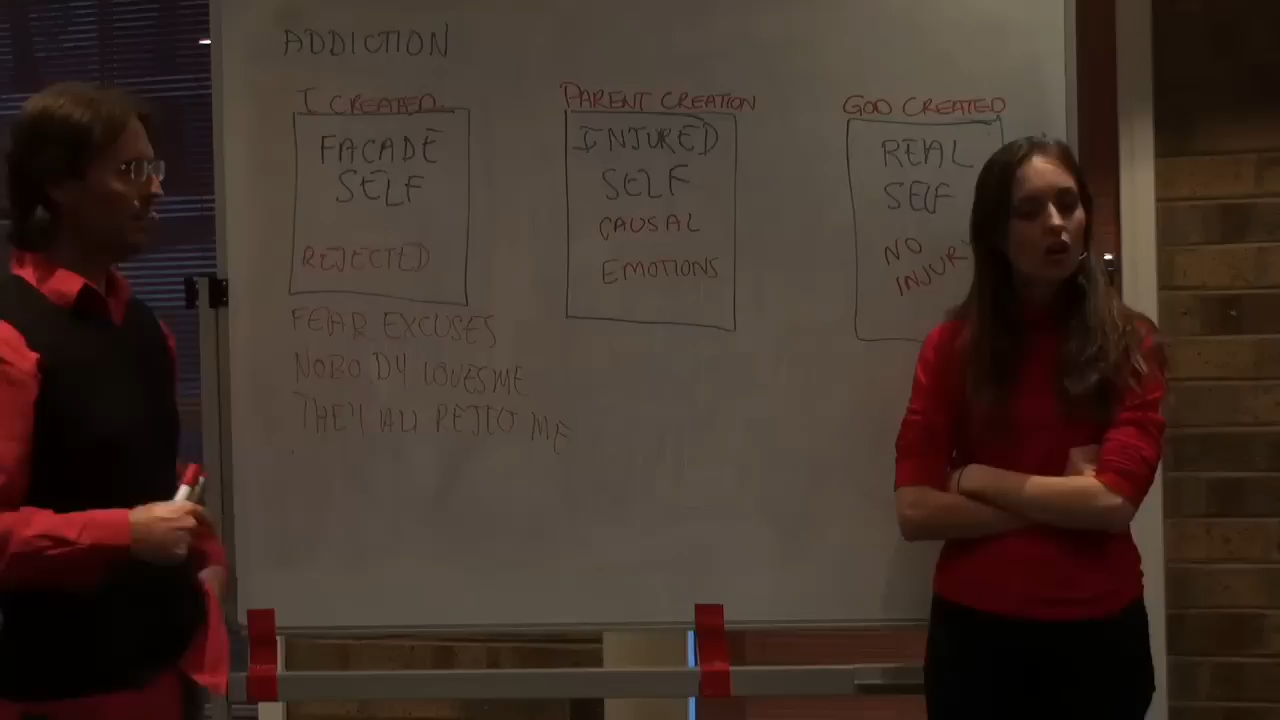 ADDICTION
I CREATED
FACADE
SELF
REJECTED
FEAR EXCUSES
NOBODY LOVES ME
THEY ALL REJECT ME
PARENT CREATION
INJURED
SELF
CAUSAL
EMOTIONS
GOD CREATED
REAL
SELF
NO
INJUR